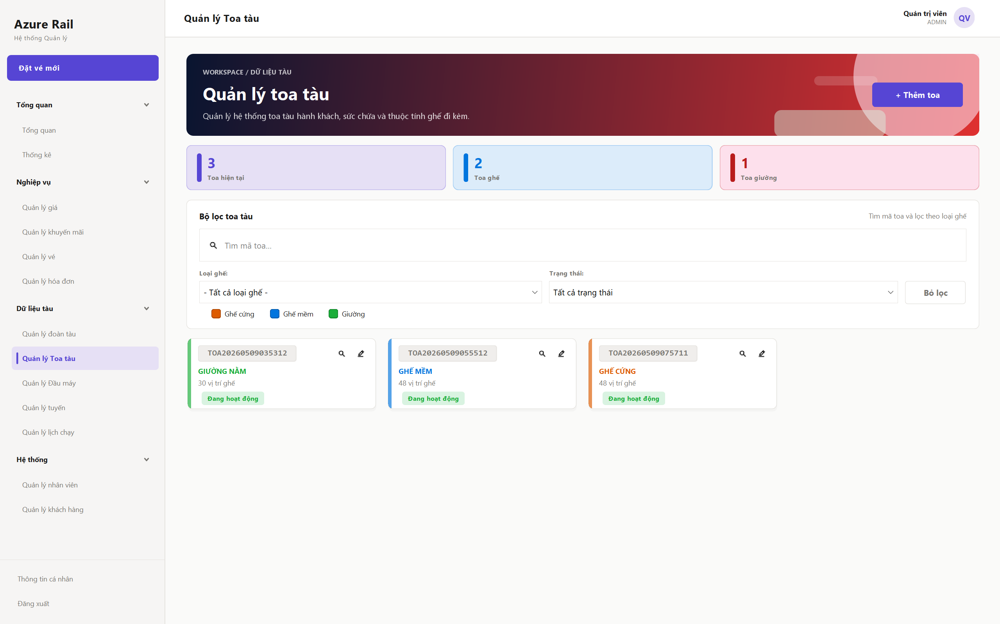 Azure Rail
Hệ thống Quản lý
Đặt vé mới
Tổng quan
Tổng quan
Thống kê
Nghiệp vụ
Quản lý giá
Quản lý khuyến mãi
Quản lý vé
Quản lý hóa đơn
Dữ liệu tàu
Quản lý đoàn tàu
Quản lý Toa tàu
Quản lý Đầu máy
Quản lý tuyến
Quản lý lịch chạy
Hệ thống
Quản lý nhân viên
Quản lý khách hàng
Thông tin cá nhân
Đăng xuất
Quản lý Toa tàu
Quản trị viên
ADMIN
QV
WORKSPACE / DỮ LIỆU TÀU
Quản lý toa tàu
Quản lý hệ thống toa tàu hành khách, sức chứa và thuộc tính ghế đi kèm.
+ Thêm toa
3
Toa hiện tại
2
Toa ghế
1
Toa giường
Bộ lọc toa tàu
Tìm mã toa và lọc theo loại ghế
Tìm mã toa...
Loại ghế:
Trạng thái:
- Tất cả loại ghế -
Tất cả trạng thái
Bỏ lọc
Ghế cứng
Ghế mềm
Giường
TOA20260509035312
GIƯỜNG NẰM
30 vị trí ghế
Đang hoạt động
TOA20260509055512
GHẾ MỀM
48 vị trí ghế
Đang hoạt động
TOA20260509075711
GHẾ CỨNG
48 vị trí ghế
Đang hoạt động